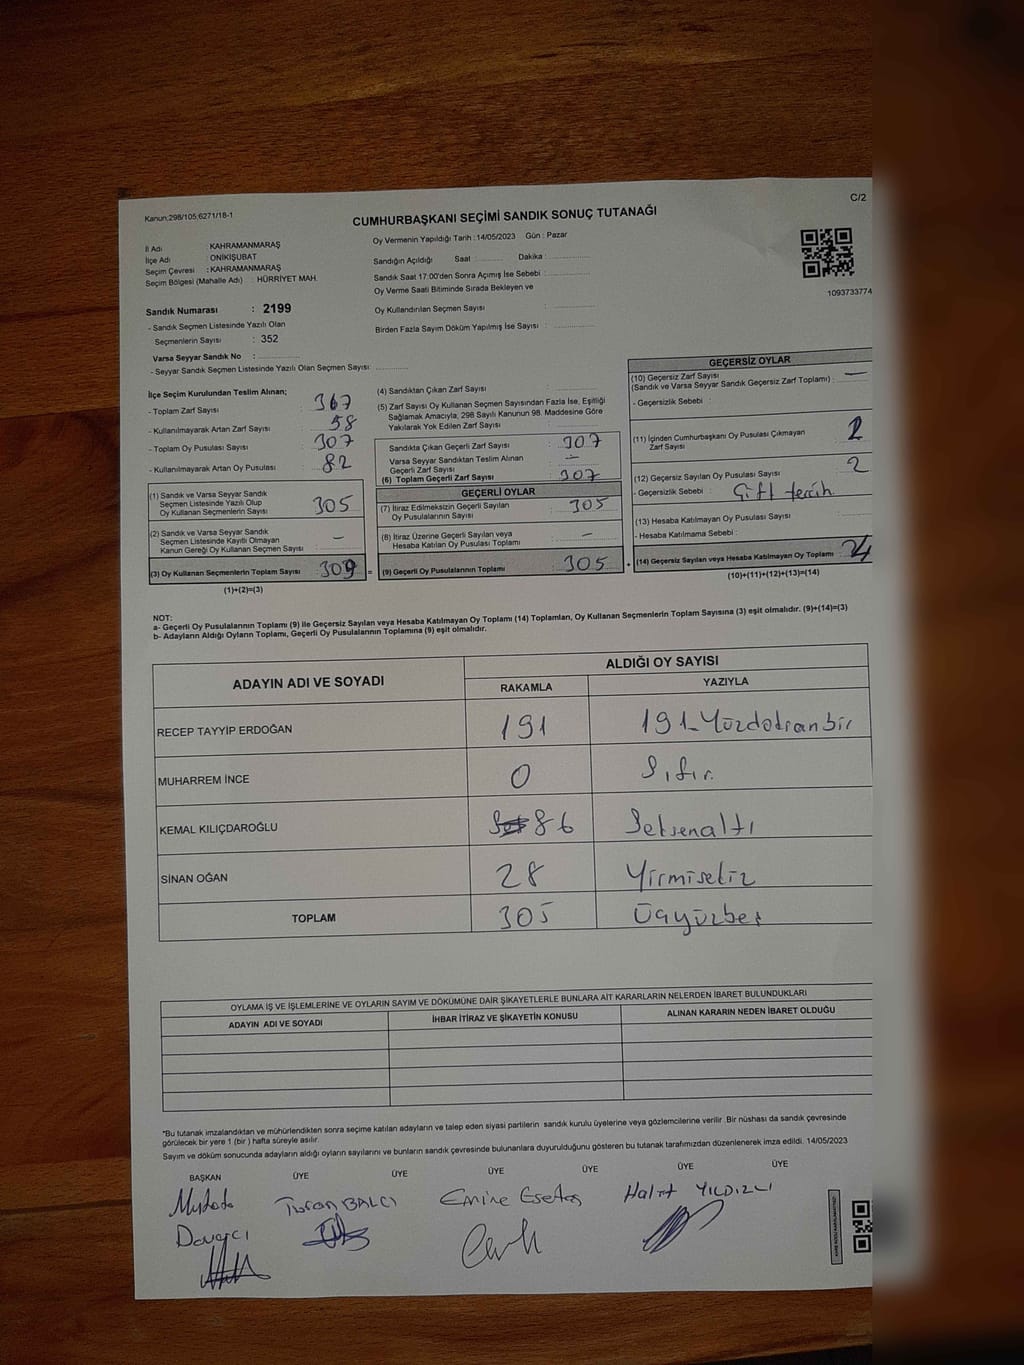 Kanun:298/105;6271/18-1
C/2
CUMHURBAŞKANI SEÇİMİ SANDIK SONUÇ TUTANAĞI
İl Adı : KAHRAMANMARAŞ
İlçe Adı : ONİKİŞUBAT
Seçim Çevresi : KAHRAMANMARAŞ
Seçim Bölgesi (Mahalle Adı) : HÜRRİYET MAH.
Oy Vermenin Yapıldığı Tarih :14/05/2023 Gün : Pazar
Sandığın Açıldığı Saat : Dakika :
Sandık Saat 17:00'den Sonra Açımış İse Sebebi :
Oy Verme Saati Bitiminde Sırada Bekleyen ve
Oy Kullandırılan Seçmen Sayısı :
Birden Fazla Sayım Döküm Yapılmış İse Sayısı :
1093733774
Sandık Numarası : 2199
- Sandık Seçmen Listesinde Yazılı Olan
Seçmenlerin Sayısı : 352
Varsa Seyyar Sandık No :
- Seyyar Sandık Seçmen Listesinde Yazılı Olan Seçmen Sayısı:
İlçe Seçim Kurulundan Teslim Alınan;
- Toplam Zarf Sayısı : 367
- Kullanılmayarak Artan Zarf Sayısı : 58
- Toplam Oy Pusulası Sayısı : 307
- Kullanılmayarak Artan Oy Pusulası : 82
(1) Sandık ve Varsa Seyyar Sandık
Seçmen Listesinde Yazılı Olup
Oy Kullanan Seçmenlerin Sayısı : 305
(2) Sandık ve Varsa Seyyar Sandık
Seçmen Listesinde Kayıtlı Olmayan
Kanun Gereği Oy Kullanan Seçmen Sayısı : -
(3) Oy Kullanan Seçmenlerin Toplam Sayısı 309 =
(1)+(2)=(3)
(4) Sandıktan Çıkan Zarf Sayısı :
(5) Zarf Sayısı Oy Kullanan Seçmen Sayısından Fazla İse, Eşitliği
Sağlamak Amacıyla, 298 Sayılı Kanunun 98. Maddesine Göre
Yakılarak Yok Edilen Zarf Sayısı :
Sandıkta Çıkan Geçerli Zarf Sayısı : 307
Varsa Seyyar Sandıktan Teslim Alınan
Geçerli Zarf Sayısı : -
(6) Toplam Geçerli Zarf Sayısı : 307
GEÇERLİ OYLAR
(7) İtiraz Edilmeksizin Geçerli Sayılan
Oy Pusulalarının Sayısı : 305
(8) İtiraz Üzerine Geçerli Sayılan veya
Hesaba Katılan Oy Pusulası Toplamı : -
(9) Geçerli Oy Pusulalarının Toplamı : 305 +
GEÇERSİZ OYLAR
(10) Geçersiz Zarf Sayısı
(Sandık ve Varsa Seyyar Sandık Geçersiz Zarf Toplamı) : —
- Geçersizlik Sebebi :
(11) İçinden Cumhurbaşkanı Oy Pusulası Çıkmayan
Zarf Sayısı : 2
(12) Geçersiz Sayılan Oy Pusulası Sayısı : 2
- Geçersizlik Sebebi : Çift tercih
(13) Hesaba Katılmayan Oy Pusulası Sayısı :
- Hesaba Katılmama Sebebi :
(14) Geçersiz Sayılan veya Hesaba Katılmayan Oy Toplamı : 4
(10)+(11)+(12)+(13)=(14)
NOT:
a- Geçerli Oy Pusulalarının Toplamı (9) ile Geçersiz Sayılan veya Hesaba Katılmayan Oy Toplamı (14) Toplamları, Oy Kullanan Seçmenlerin Toplam Sayısına (3) eşit olmalıdır. (9)+(14)=(3)
b- Adayların Aldığı Oyların Toplamı, Geçerli Oy Pusulalarının Toplamına (9) eşit olmalıdır.
ADAYIN ADI VE SOYADI
ALDIĞI OY SAYISI
RAKAMLA YAZIYLA
RECEP TAYYİP ERDOĞAN 191 191-Yüzdoksanbir
MUHARREM İNCE 0 Sıfır
KEMAL KILIÇDAROĞLU 86 Seksenaltı
SİNAN OĞAN 28 Yirmisekiz
TOPLAM 305 Üçyüzbeş
OYLAMA İŞ VE İŞLEMLERİNE VE OYLARIN SAYIM VE DÖKÜMÜNE DAİR ŞİKAYETLERLE BUNLARA AİT KARARLARIN NELERDEN İBARET BULUNDUKLARI
ADAYIN ADI VE SOYADI İHBAR İTİRAZ VE ŞİKAYETİN KONUSU ALINAN KARARIN NEDEN İBARET OLDUĞU
*Bu tutanak imzalandıktan ve mühürlendikten sonra seçime katılan adayların ve talep eden siyasi partilerin sandık kurulu üyelerine veya gözlemcilerine verilir. Bir nüshası da sandık çevresinde
görülecek bir yere 1 (bir) hafta süreyle asılır.
Sayım ve döküm sonucunda adayların aldığı oyların sayılarını ve bunların sandık çevresinde bulunanlara duyurulduğunu gösteren bu tutanak tarafımızdan düzenlenerek imza edildi. 14/05/2023
BAŞKAN ÜYE ÜYE ÜYE ÜYE ÜYE ÜYE
Turan BALCI Emine Halit YILDIZLI